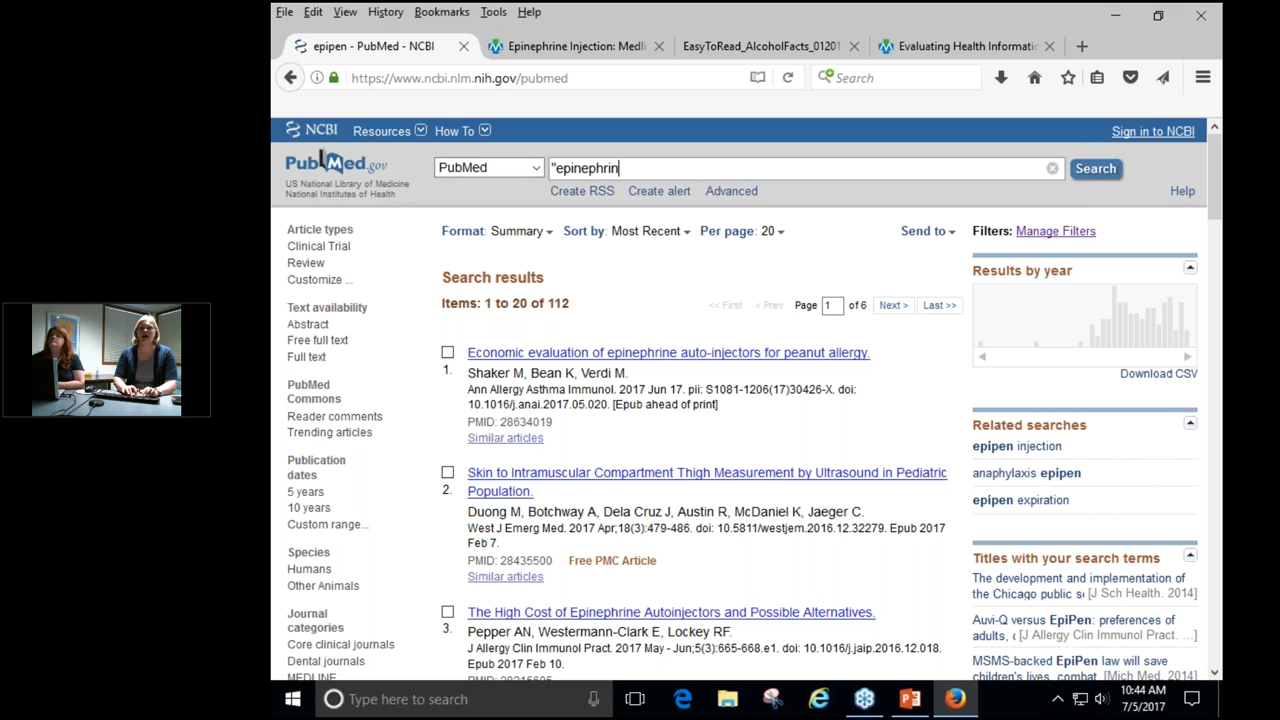 File Edit View History Bookmarks Tools Help
epipen - PubMed - NCBI
Epinephrine Injection: Medli
EasyToRead_AlcoholFacts_01201
Evaluating Health Informati
https://www.ncbi.nlm.nih.gov/pubmed
Search
NCBI Resources How To
Sign in to NCBI
PubMed.gov
US National Library of Medicine
National Institutes of Health
PubMed
"epinephrin
Search
Create RSS Create alert Advanced
Help
Article types
Clinical Trial
Review
Customize ...
Text availability
Abstract
Free full text
Full text
PubMed
Commons
Reader comments
Trending articles
Publication
dates
5 years
10 years
Custom range...
Species
Humans
Other Animals
Journal
categories
Core clinical journals
Dental journals
MEDLINE
Format: Summary Sort by: Most Recent Per page: 20
Send to
Search results
Items: 1 to 20 of 112
<< First < Prev Page 1 of 6 Next > Last >>
Economic evaluation of epinephrine auto-injectors for peanut allergy.
1. Shaker M, Bean K, Verdi M.
Ann Allergy Asthma Immunol. 2017 Jun 17. pii: S1081-1206(17)30426-X. doi:
10.1016/j.anai.2017.05.020. [Epub ahead of print]
PMID: 28634019
Similar articles
Skin to Intramuscular Compartment Thigh Measurement by Ultrasound in Pediatric
2. Population.
Duong M, Botchway A, Dela Cruz J, Austin R, McDaniel K, Jaeger C.
West J Emerg Med. 2017 Apr;18(3):479-486. doi: 10.5811/westjem.2016.12.32279. Epub 2017
Feb 7.
PMID: 28435500 Free PMC Article
Similar articles
The High Cost of Epinephrine Autoinjectors and Possible Alternatives.
3. Pepper AN, Westermann-Clark E, Lockey RF.
J Allergy Clin Immunol Pract. 2017 May - Jun;5(3):665-668.e1. doi: 10.1016/j.jaip.2016.12.018.
Epub 2017 Feb 10.
Filters: Manage Filters
Results by year
Download CSV
Related searches
epipen injection
anaphylaxis epipen
epipen expiration
Titles with your search terms
The development and implementation of
the Chicago public sc [J Sch Health. 2014]
Auvi-Q versus EpiPen: preferences of
adults, c [J Allergy Clin Immunol Pract. ...]
MSMS-backed EpiPen law will save
children's lives, combat [Mich Med. 2014]
Type here to search
10:44 AM
7/5/2017